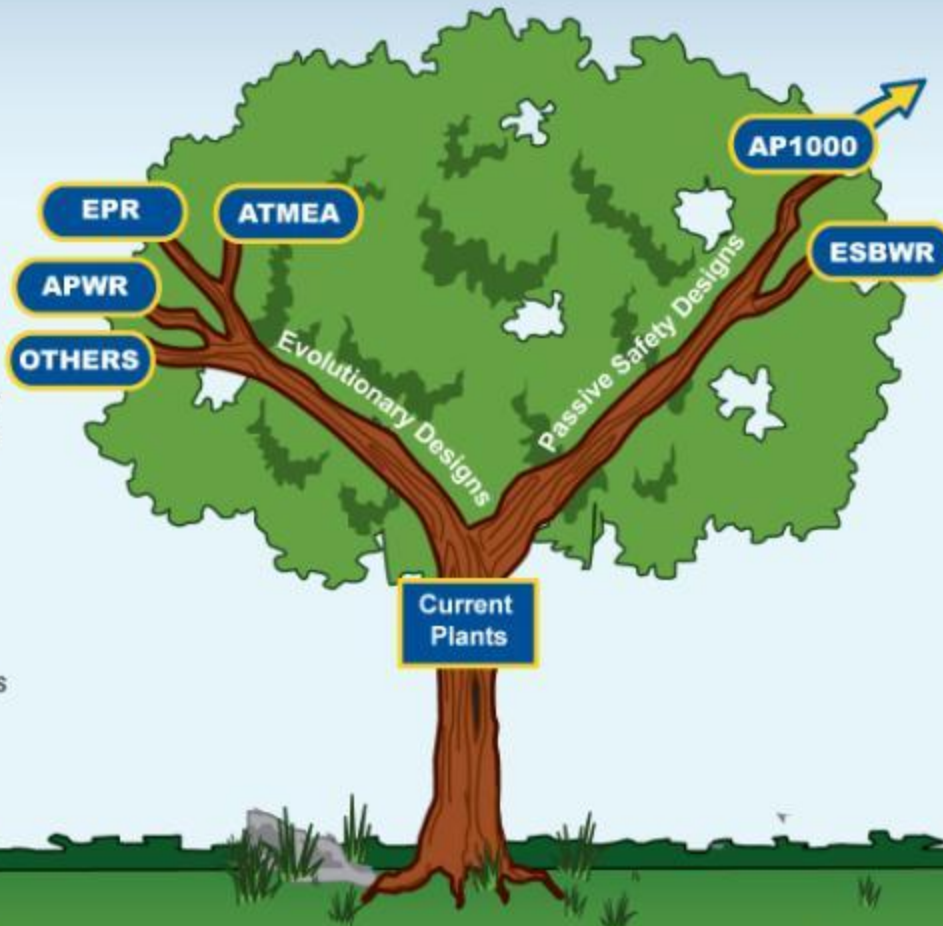 AP1000
EPR
ATMEA
ESBWR
APWR
OTHERS
Evolutionary Designs
Passive Safety Designs
Current
Plants
s